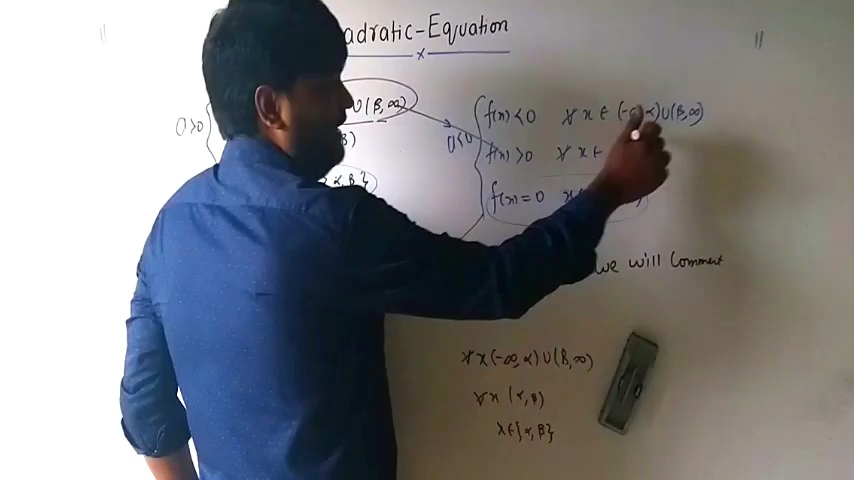 adratic-Equation
U(β,∞)
a>0
β)
α,β}
a<0
f(x)<0 ∀ x ∈ (-∞,α)∪(β,∞)
f(x)>0 ∀ x ∈
f(x)=0 x
we will Comment
∀ x (-∞,α)∪(β,∞)
∀ x (α,β)
x∈{α,β}